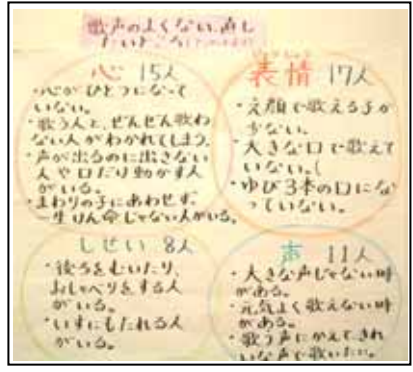 歌声のよくない、直し
たいところ
心 15人
・心がひとつになって
いない。
・歌う人と、ぜんぜん歌わ
ない人がわかれてしまう。
・声が出るのに出さない
人や口だけ動かす人
がいる。
・まわりの子にあわせず、
一生けん命じゃない人がいる。
表情 17人
・笑顔で歌える子が
少ない。
・大きな口で歌えて
いない。
・ゆび3本の口にな
っていない。
しせい 8人
・後ろをむいたり、
おしゃべりをする人
がいる。
・いすにもたれる人
がいる。
声 11人
・大きな声じゃない時
がある。
・元気よく歌えない時
がある。
・歌う声にかえて、きれ
いな声で歌いたい。